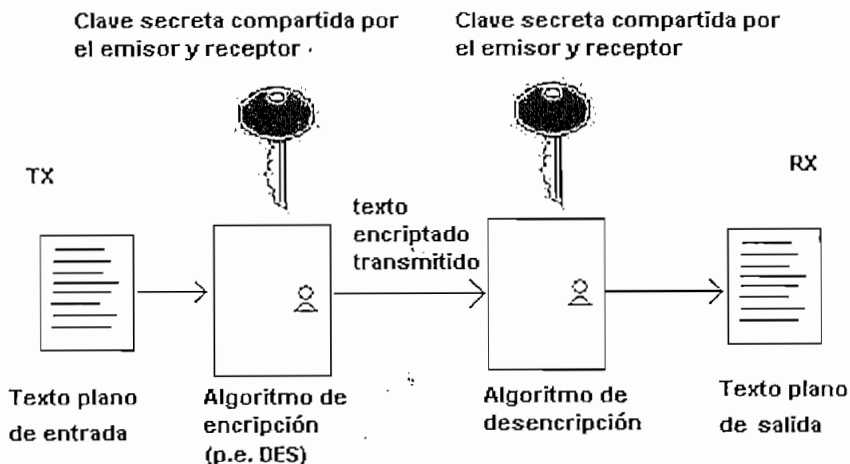 Clave secreta compartida por
el emisor y receptor
Clave secreta compartida por
el emisor y receptor
TX
RX
texto
encriptado
transmitido
Texto plano
de entrada
Algoritmo de
encripción
(p.e. DES)
Algoritmo de
desencripción
Texto plano
de salida